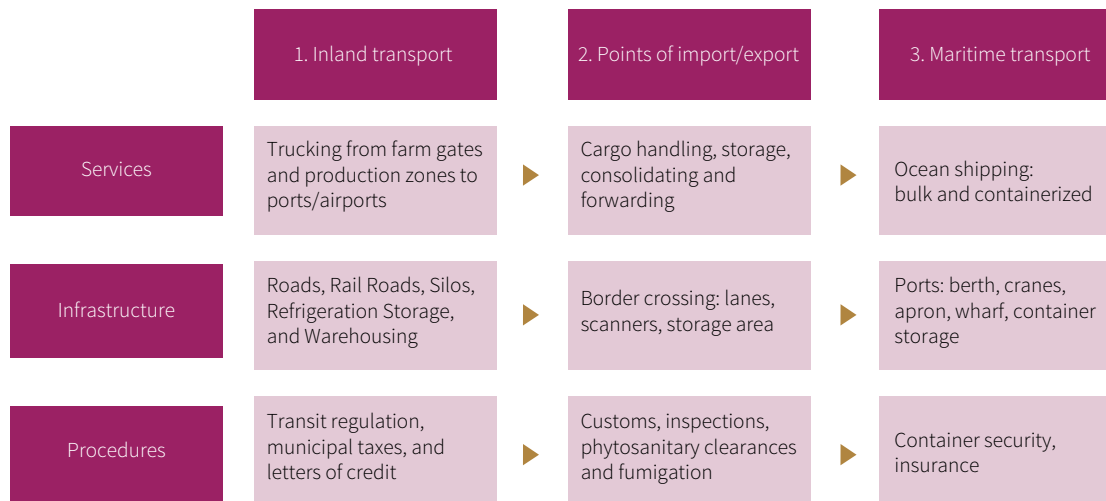 1. Inland transport
2. Points of import/export
3. Maritime transport
Services
Trucking from farm gates
and production zones to
ports/airports
Cargo handling, storage,
consolidating and
forwarding
Ocean shipping:
bulk and containerized
Infrastructure
Roads, Rail Roads, Silos,
Refrigeration Storage,
and Warehousing
Border crossing: lanes,
scanners, storage area
Ports: berth, cranes,
apron, wharf, container
storage
Procedures
Transit regulation,
municipal taxes, and
letters of credit
Customs, inspections,
phytosanitary clearances
and fumigation
Container security,
insurance